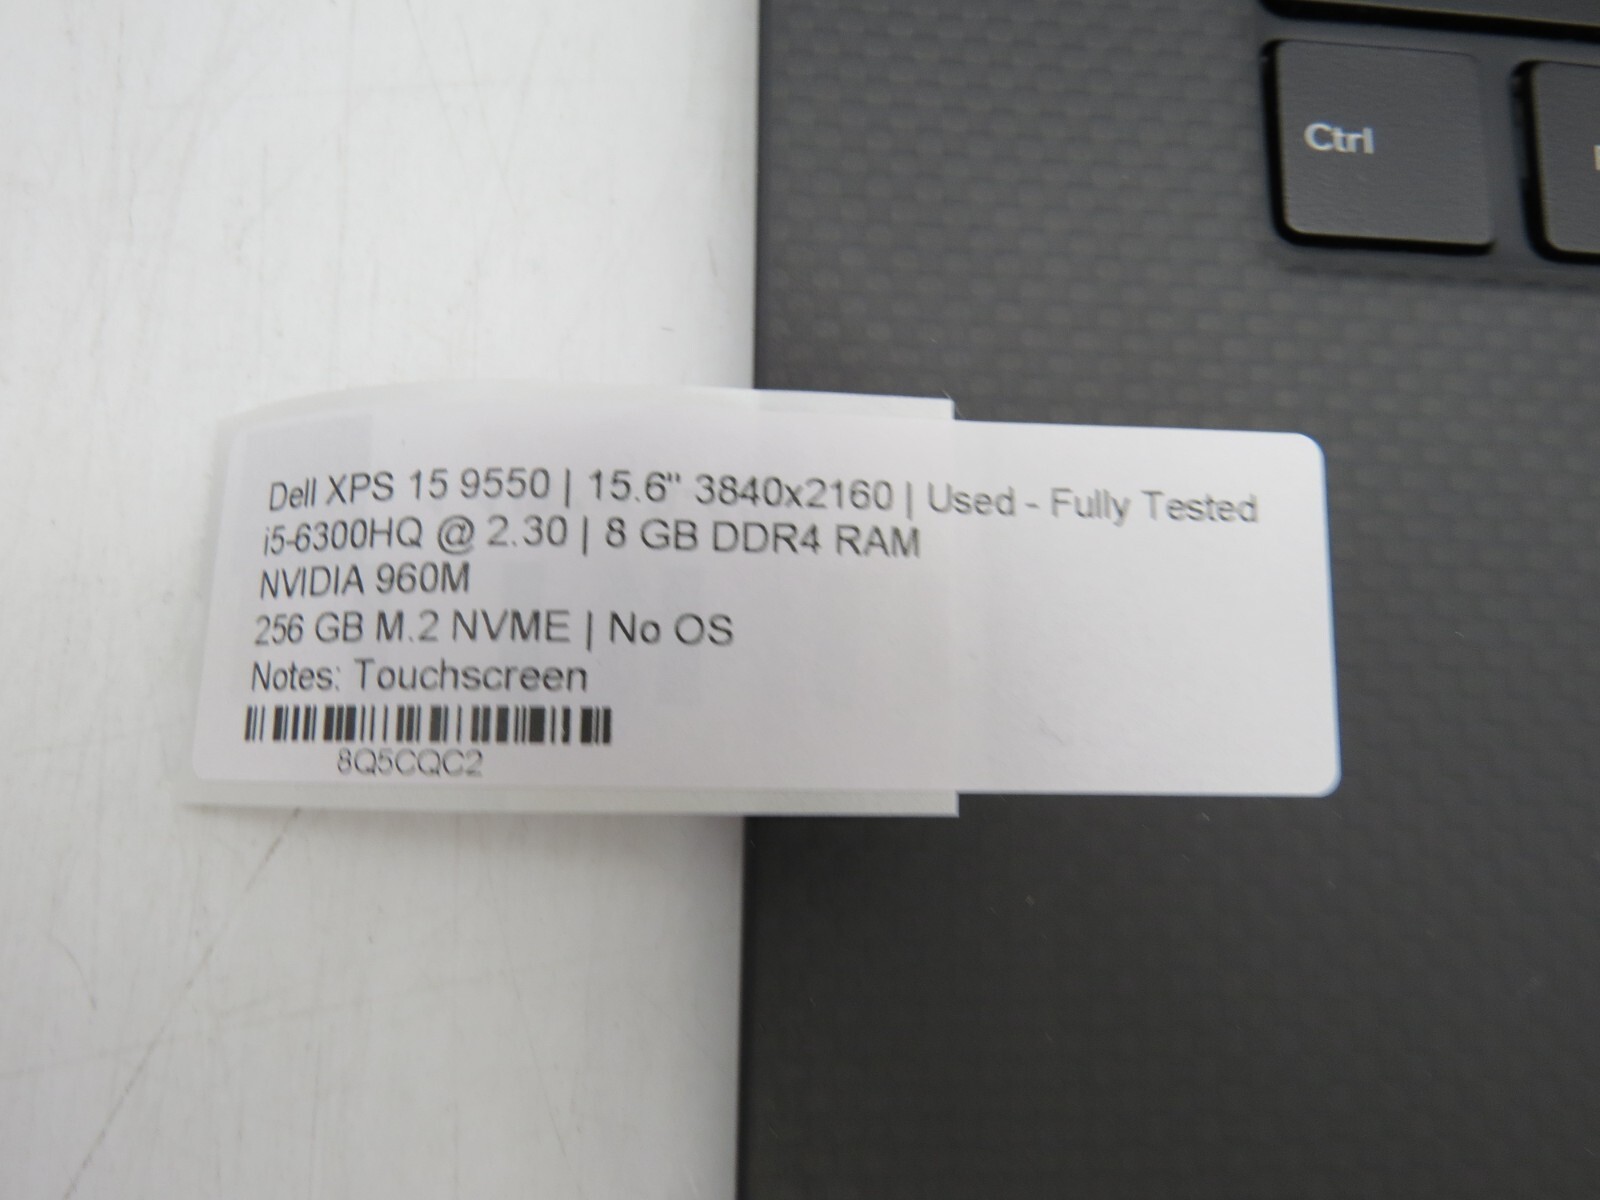 Ctrl
Dell XPS 15 9550 | 15.6" 3840x2160 | Used - Fully Tested
i5-6300HQ @ 2.30 | 8 GB DDR4 RAM
NVIDIA 960M
256 GB M.2 NVME | No OS
Notes: Touchscreen
8Q5CQC2